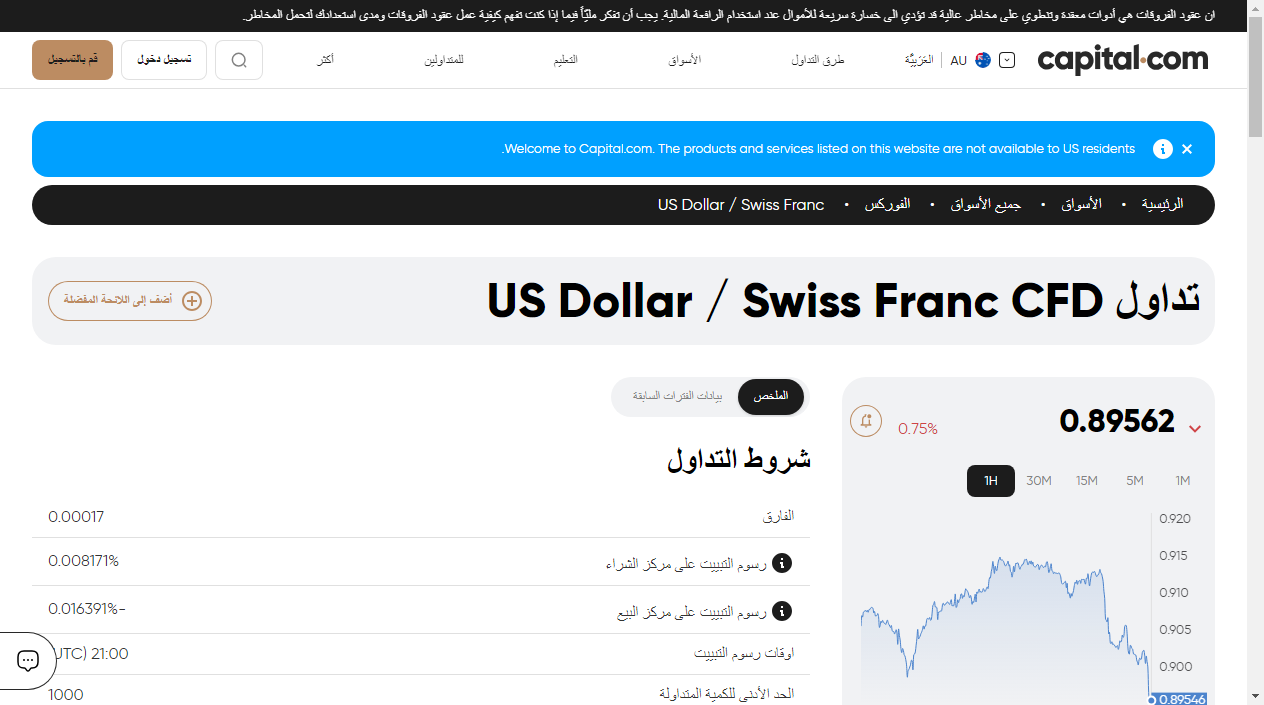 ان عقود الفروقات هي أدوات معقدة وتنطوي على مخاطر عالية قد تؤدي الى خسارة سريعة للأموال عند استخدام الرافعة المالية. يجب أن تفكر مليّاً فيما إذا كنت تفهم كيفية عمل عقود الفروقات ومدى استعدادك لتحمل المخاطر.
capital.com
AU
العَرَبِيَّة
طرق التداول
الأسواق
التعليم
للمتداولين
أكثر
تسجيل دخول
قم بالتسجيل
Welcome to Capital.com. The products and services listed on this website are not available to US residents.
الرئيسية • الأسواق • جميع الأسواق • الفوركس • US Dollar / Swiss Franc
تداول US Dollar / Swiss Franc CFD
أضف إلى اللائحة المفضلة
0.89562
0.75%
1M
5M
15M
30M
1H
0.920
0.915
0.910
0.905
0.900
0.89546
الملخص
بيانات الفترات السابقة
شروط التداول
الفارق 0.00017
رسوم التبييت على مركز الشراء 0.008171%
رسوم التبييت على مركز البيع -0.016391%
اوقات رسوم التبييت 21:00 (UTC)
الحد الأدنى للكمية المتداولة 1000